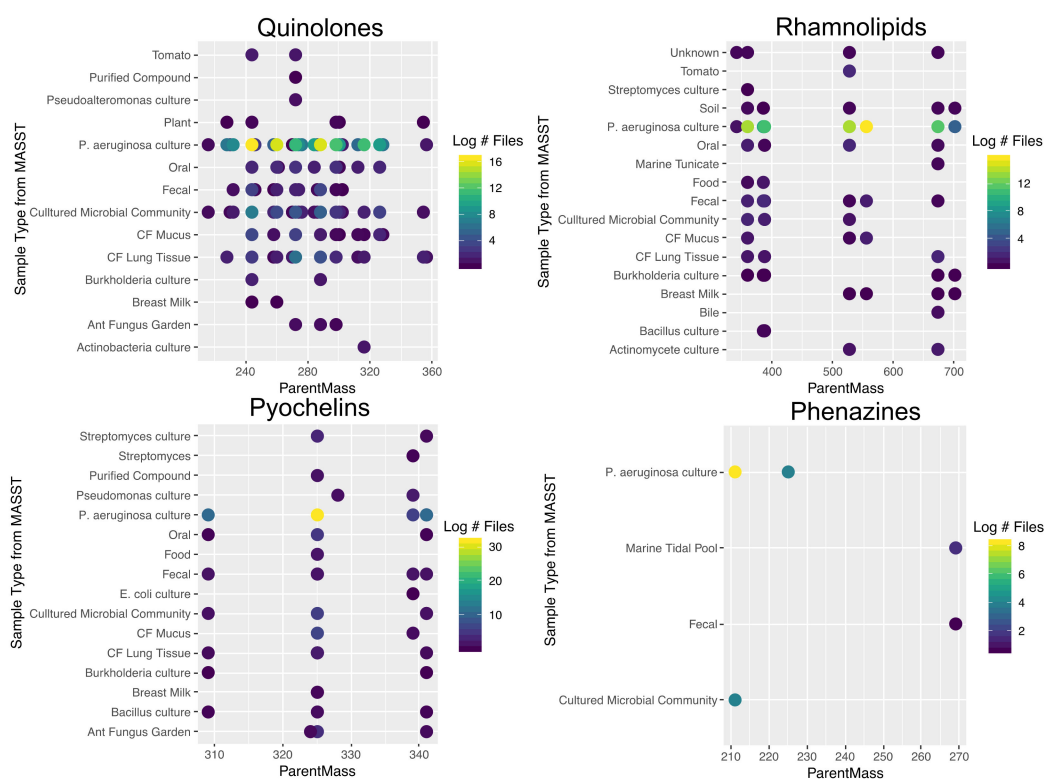 Quinolones
Sample Type from MASST
Tomato
Purified Compound
Pseudoalteromonas culture
Plant
P. aeruginosa culture
Oral
Fecal
Culltured Microbial Community
CF Mucus
CF Lung Tissue
Burkholderia culture
Breast Milk
Ant Fungus Garden
Actinobacteria culture
240 280 320 360
ParentMass
Log # Files
16
12
8
4
Rhamnolipids
Sample Type from MASST
Unknown
Tomato
Streptomyces culture
Soil
P. aeruginosa culture
Oral
Marine Tunicate
Food
Fecal
Culltured Microbial Community
CF Mucus
CF Lung Tissue
Burkholderia culture
Breast Milk
Bile
Bacillus culture
Actinomycete culture
400 500 600 700
ParentMass
Log # Files
12
8
4
Pyochelins
Sample Type from MASST
Streptomyces culture
Streptomyces
Purified Compound
Pseudomonas culture
P. aeruginosa culture
Oral
Food
Fecal
E. coli culture
Culltured Microbial Community
CF Mucus
CF Lung Tissue
Burkholderia culture
Breast Milk
Bacillus culture
Ant Fungus Garden
310 320 330 340
ParentMass
Log # Files
30
20
10
Phenazines
Sample Type from MASST
P. aeruginosa culture
Marine Tidal Pool
Fecal
Cultured Microbial Community
210 220 230 240 250 260 270
ParentMass
Log # Files
8
6
4
2